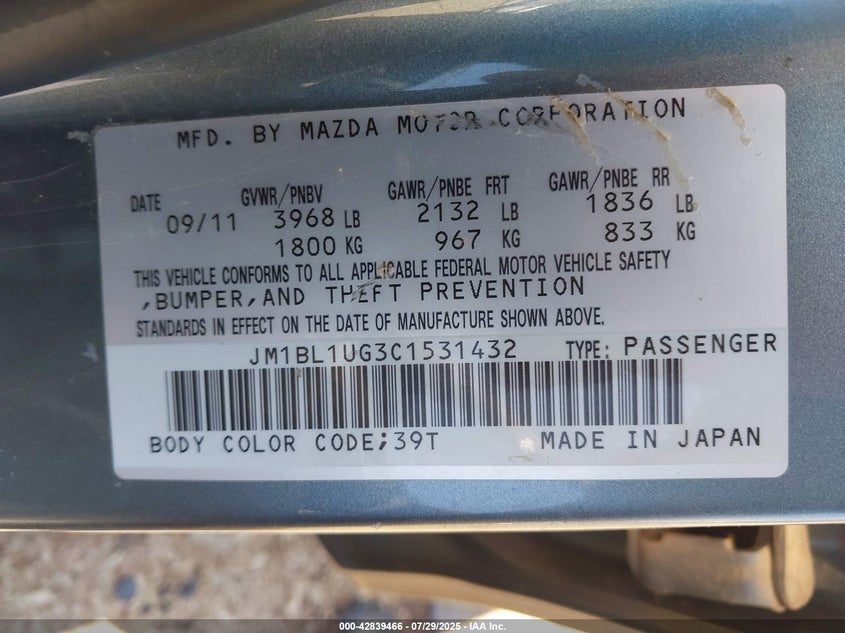 MFD. BY MAZDA MOTOR CORPORATION
DATE GVWR/PNBV GAWR/PNBE FRT GAWR/PNBE RR
09/11 3968 LB 2132 LB 1836 LB
1800 KG 967 KG 833 KG
THIS VEHICLE CONFORMS TO ALL APPLICABLE FEDERAL MOTOR VEHICLE SAFETY
,BUMPER,AND THEFT PREVENTION
STANDARDS IN EFFECT ON THE DATE OF MANUFACTURE SHOWN ABOVE.
JM1BL1UG3C1531432 TYPE: PASSENGER
BODY COLOR CODE;39T MADE IN JAPAN
000-42839466 - 07/29/2025 - IAA Inc.